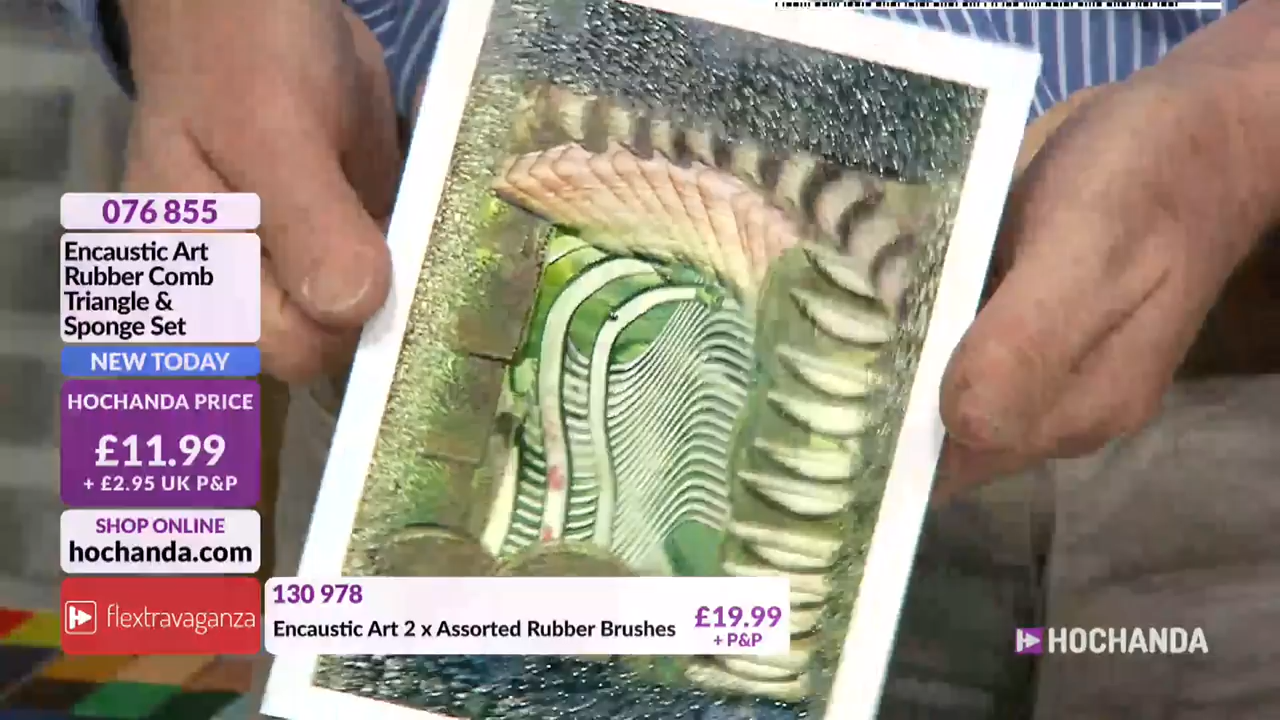 076 855
Encaustic Art
Rubber Comb
Triangle &
Sponge Set
NEW TODAY
HOCHANDA PRICE
£11.99
+ £2.95 UK P&P
SHOP ONLINE
hochanda.com
flextravaganza
130 978
Encaustic Art 2 x Assorted Rubber Brushes
£19.99
+ P&P
HOCHANDA